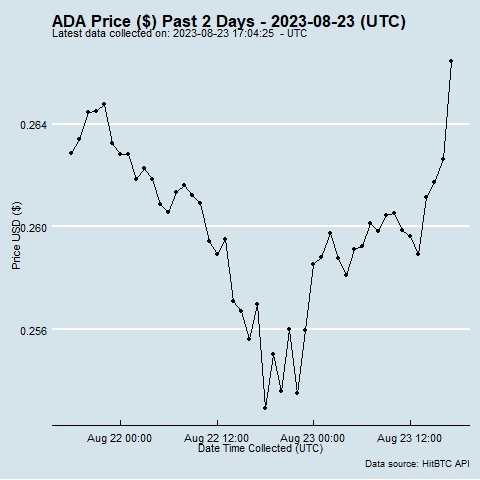 ADA Price ($) Past 2 Days - 2023-08-23 (UTC)
Latest data collected on: 2023-08-23 17:04:25 - UTC
0.264
0.260
0.256
Price USD ($)
Aug 22 00:00 Aug 22 12:00 Aug 23 00:00 Aug 23 12:00
Date Time Collected (UTC)
Data source: HitBTC API